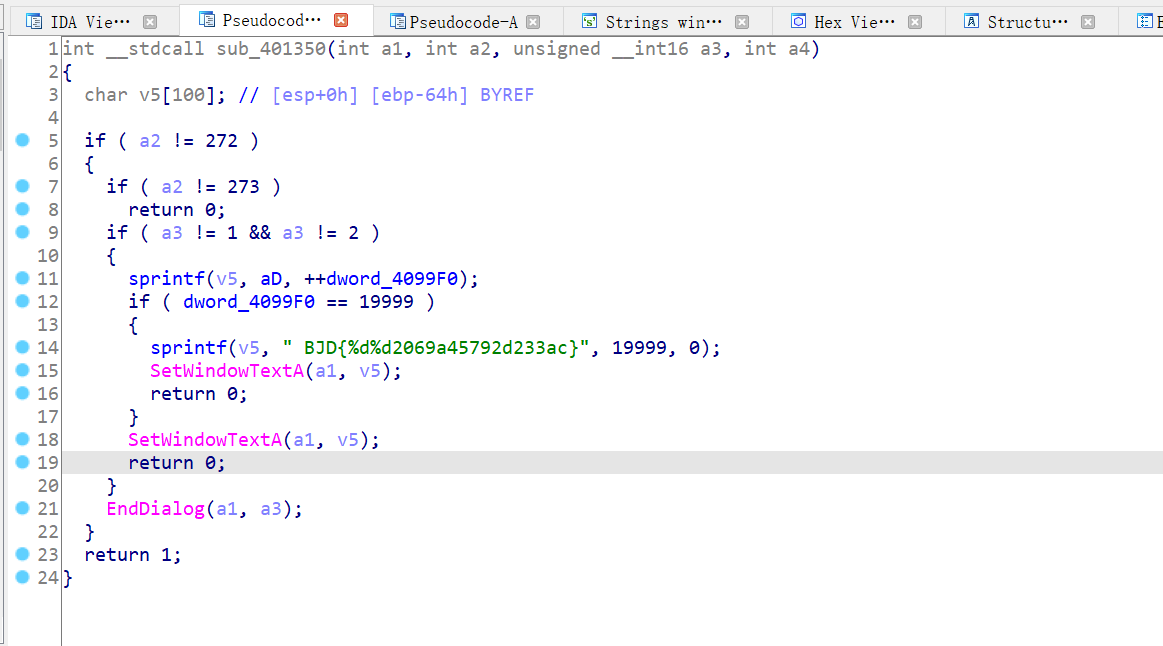 IDA Vie··· Pseudocod··· Pseudocode-A Strings win··· Hex Vie··· Structu···
1 int __stdcall sub_401350(int a1, int a2, unsigned __int16 a3, int a4)
2 {
3 char v5[100]; // [esp+0h] [ebp-64h] BYREF
4
5 if ( a2 != 272 )
6 {
7 if ( a2 != 273 )
8 return 0;
9 if ( a3 != 1 && a3 != 2 )
10 {
11 sprintf(v5, aD, ++dword_4099F0);
12 if ( dword_4099F0 == 19999 )
13 {
14 sprintf(v5, " BJD{%d%d2069a45792d233ac}", 19999, 0);
15 SetWindowTextA(a1, v5);
16 return 0;
17 }
18 SetWindowTextA(a1, v5);
19 return 0;
20 }
21 EndDialog(a1, a3);
22 }
23 return 1;
24 }